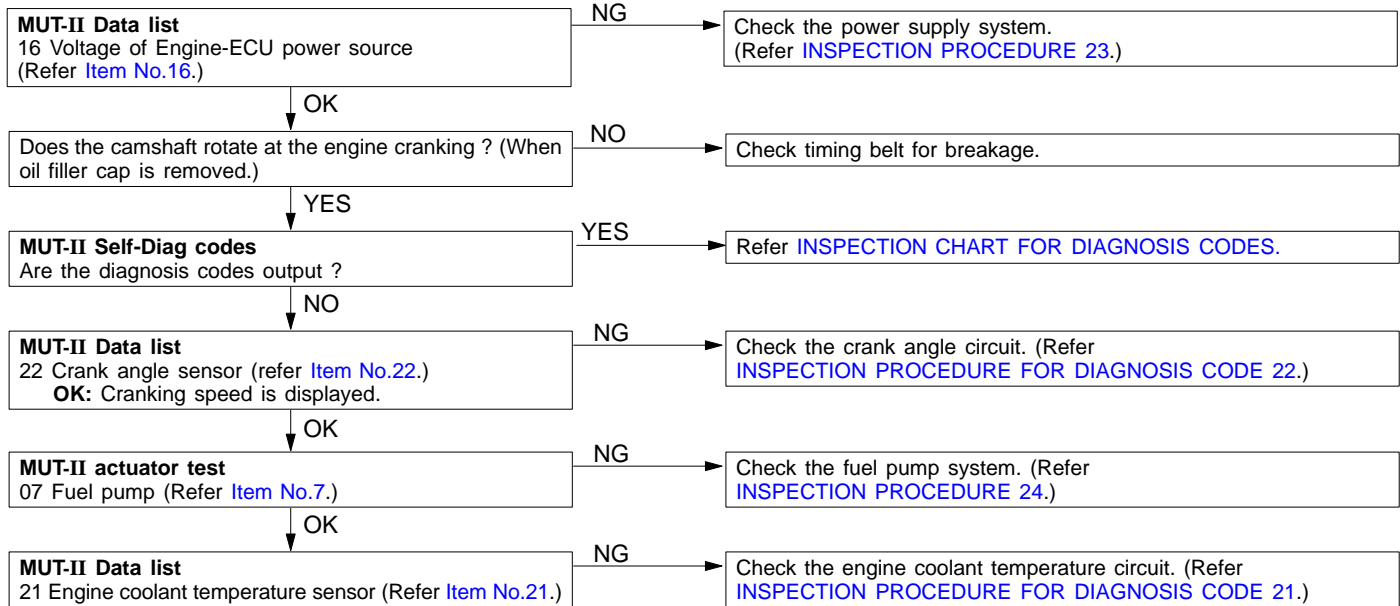 MUT-II Data list
16 Voltage of Engine-ECU power source
(Refer Item No.16.)
NG
Check the power supply system.
(Refer INSPECTION PROCEDURE 23.)
OK
Does the camshaft rotate at the engine cranking ? (When
oil filler cap is removed.)
NO
Check timing belt for breakage.
YES
MUT-II Self-Diag codes
Are the diagnosis codes output ?
YES
Refer INSPECTION CHART FOR DIAGNOSIS CODES.
NO
MUT-II Data list
22 Crank angle sensor (refer Item No.22.)
OK: Cranking speed is displayed.
NG
Check the crank angle circuit. (Refer
INSPECTION PROCEDURE FOR DIAGNOSIS CODE 22.)
OK
MUT-II actuator test
07 Fuel pump (Refer Item No.7.)
NG
Check the fuel pump system. (Refer
INSPECTION PROCEDURE 24.)
OK
MUT-II Data list
21 Engine coolant temperature sensor (Refer Item No.21.)
NG
Check the engine coolant temperature circuit. (Refer
INSPECTION PROCEDURE FOR DIAGNOSIS CODE 21.)